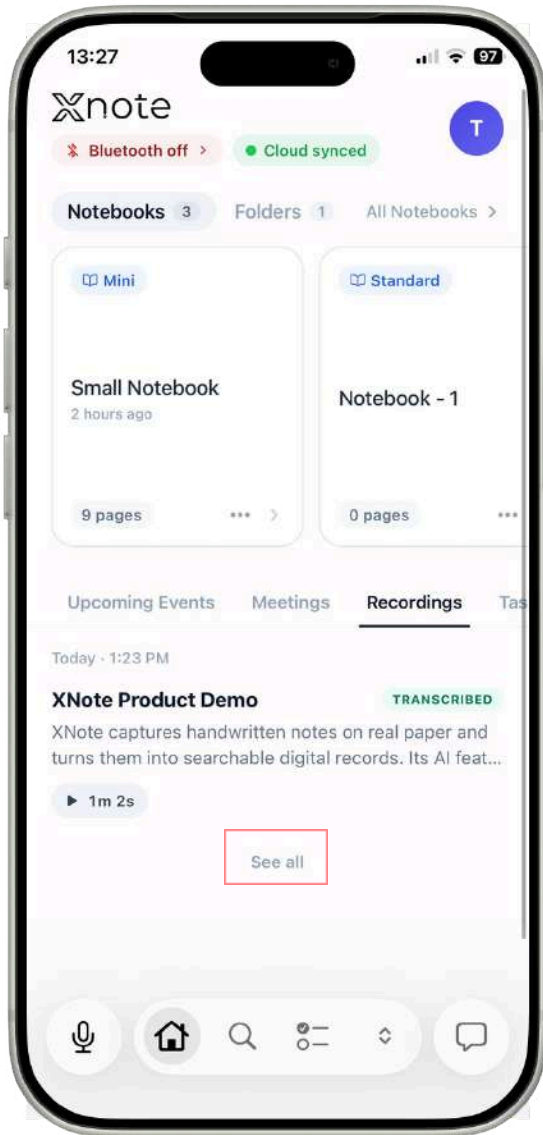 13:27
97
Xnote
T
Bluetooth off >
Cloud synced
Notebooks 3
Folders 1
All Notebooks >
Mini
Standard
Small Notebook
2 hours ago
Notebook - 1
9 pages
0 pages
Upcoming Events
Meetings
Recordings
Tas
Today · 1:23 PM
XNote Product Demo
TRANSCRIBED
XNote captures handwritten notes on real paper and
turns them into searchable digital records. Its AI feat...
1m 2s
See all